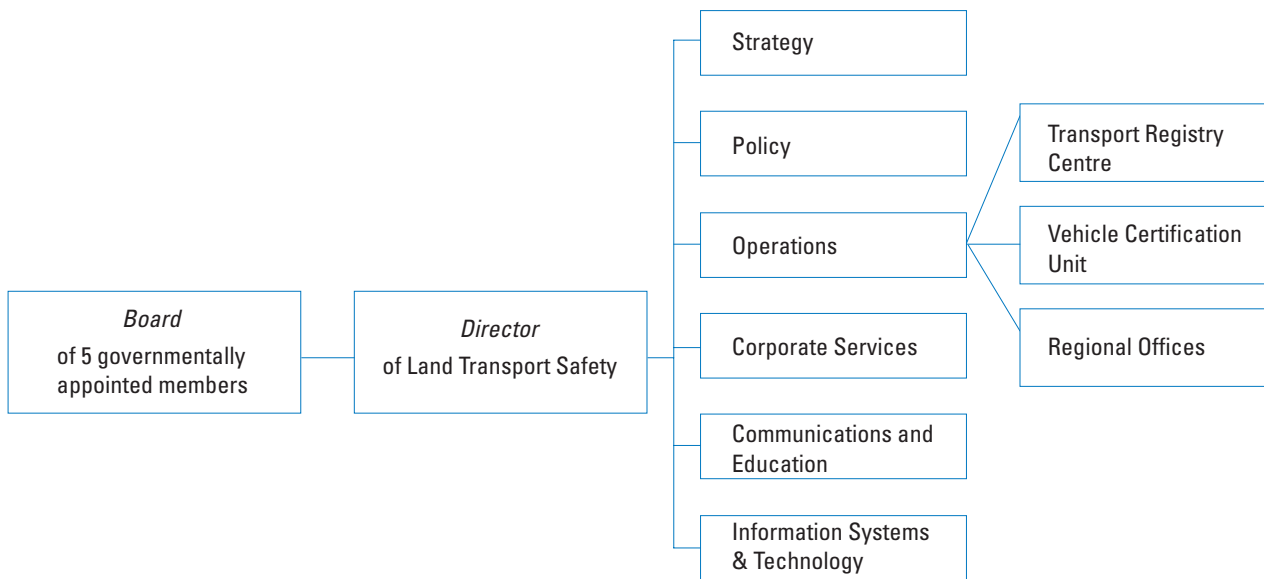 Board
of 5 governmentally
appointed members
Director
of Land Transport Safety
Strategy
Policy
Operations
Corporate Services
Communications and
Education
Information Systems
& Technology
Transport Registry
Centre
Vehicle Certification
Unit
Regional Offices